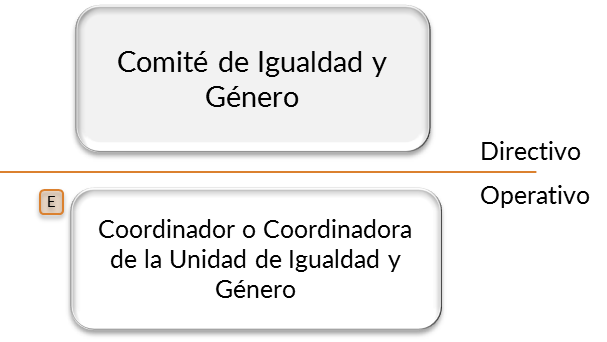 Comité de Igualdad y
Género
Directivo
Operativo
E
Coordinador o Coordinadora
de la Unidad de Igualdad y
Género